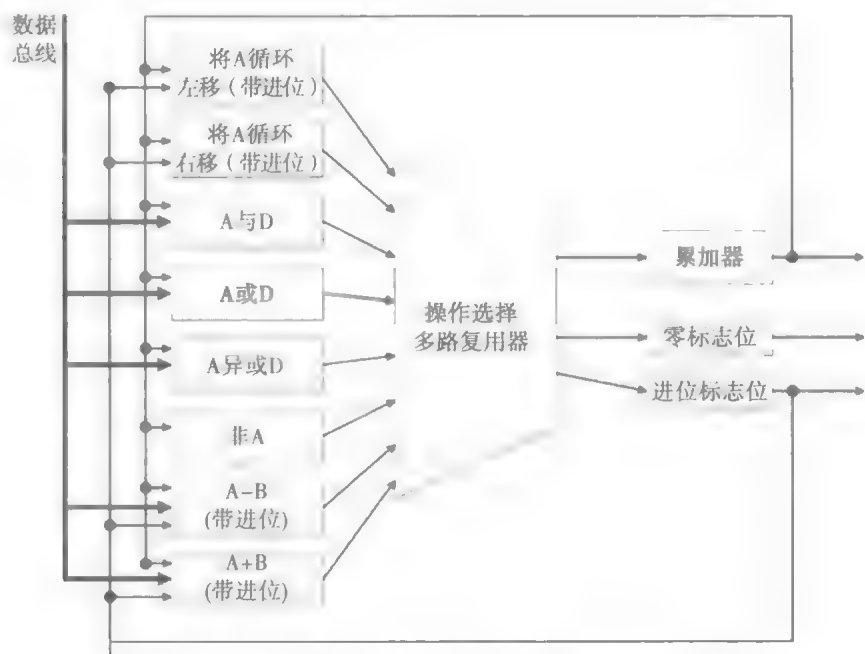 数据
总线
将A循环
左移（带进位）
将A循环
右移（带进位）
A与D
A或D
A异或D
非A
A-B
(带进位)
A+B
(带进位)
操作选择
多路复用器
累加器
零标志位
进位标志位